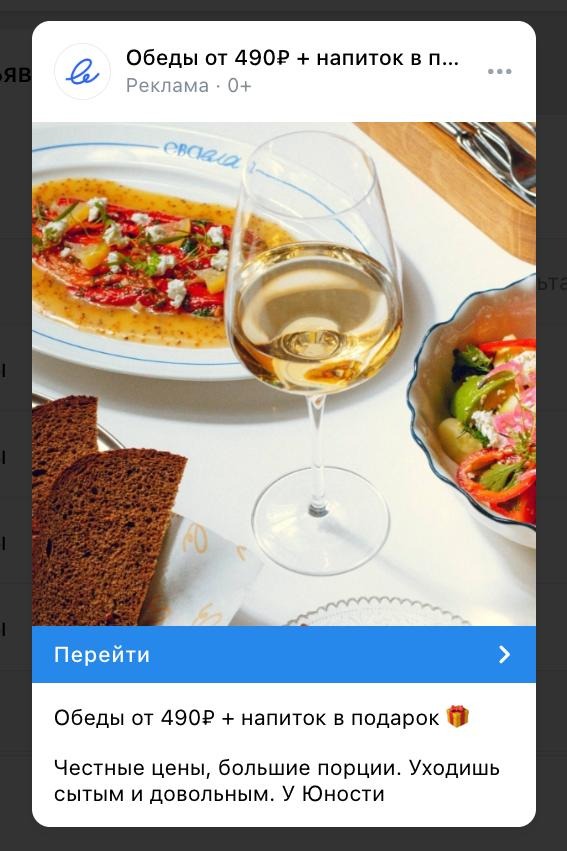 Обеды от 490₽ + напиток в п...
Реклама · 0+
Перейти
Обеды от 490₽ + напиток в подарок 🎁
Честные цены, большие порции. Уходишь
сытым и довольным. У Юности